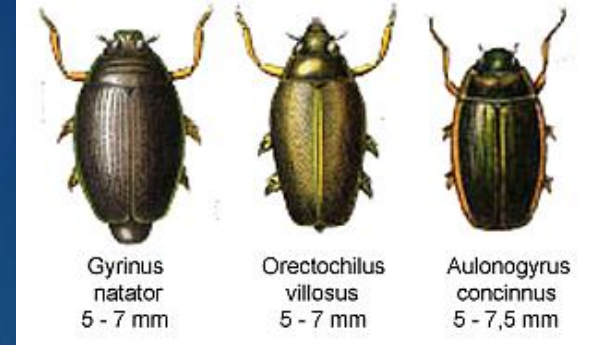 Gyrinus
natator
5 - 7 mm
Orectochilus
villosus
5 - 7 mm
Aulonogyrus
concinnus
5 - 7,5 mm